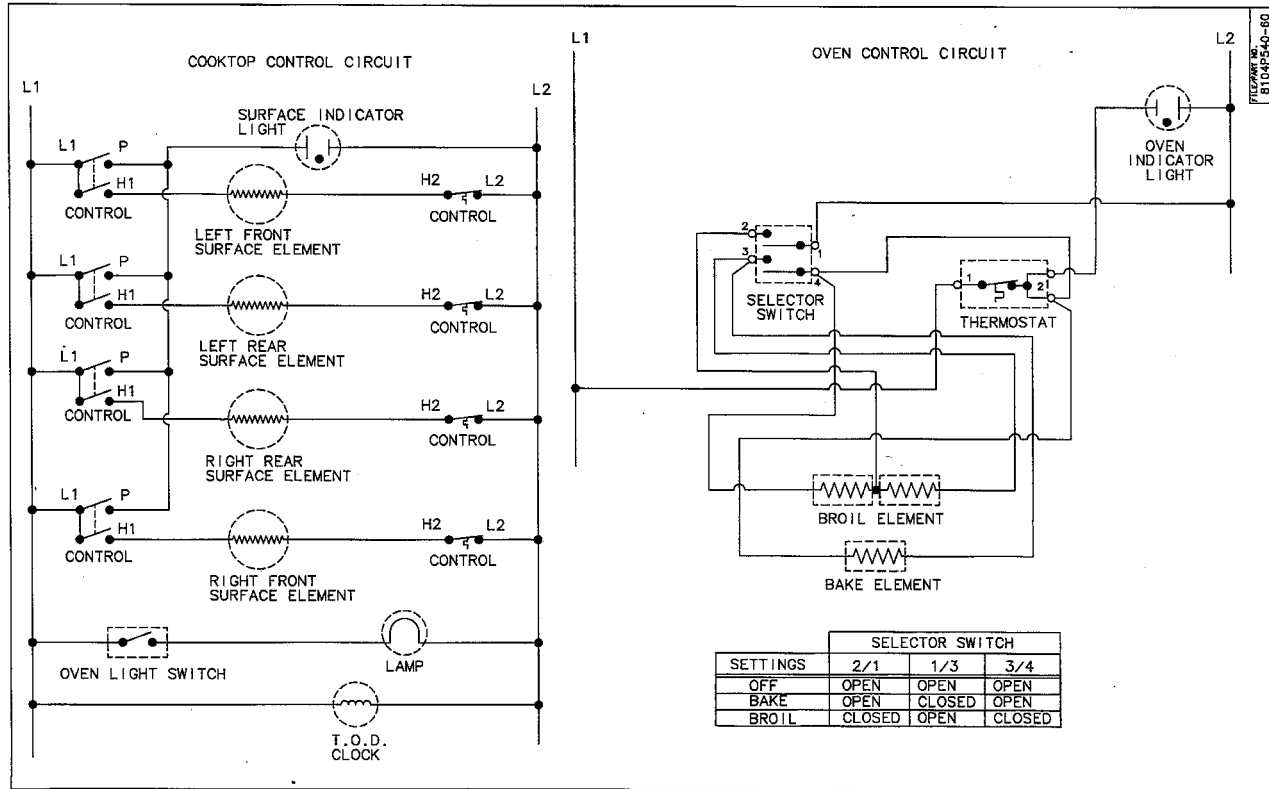 COOKTOP CONTROL CIRCUIT
L1
L2
SURFACE INDICATOR
LIGHT
L1
P
H1
CONTROL
LEFT FRONT
SURFACE ELEMENT
H2
L2
CONTROL
L1
P
H1
CONTROL
LEFT REAR
SURFACE ELEMENT
H2
L2
CONTROL
L1
P
H1
CONTROL
RIGHT REAR
SURFACE ELEMENT
H2
L2
CONTROL
L1
P
H1
CONTROL
RIGHT FRONT
SURFACE ELEMENT
H2
L2
CONTROL
OVEN LIGHT SWITCH
LAMP
T.O.D.
CLOCK
L1
OVEN CONTROL CIRCUIT
L2
FILE/PART NO.
8104P540-60
OVEN
INDICATOR
LIGHT
2
3
1
4
SELECTOR
SWITCH
1
2
THERMOSTAT
BROIL ELEMENT
BAKE ELEMENT
SELECTOR SWITCH
SETTINGS 2/1 1/3 3/4
OFF OPEN OPEN OPEN
BAKE OPEN CLOSED OPEN
BROIL CLOSED OPEN CLOSED